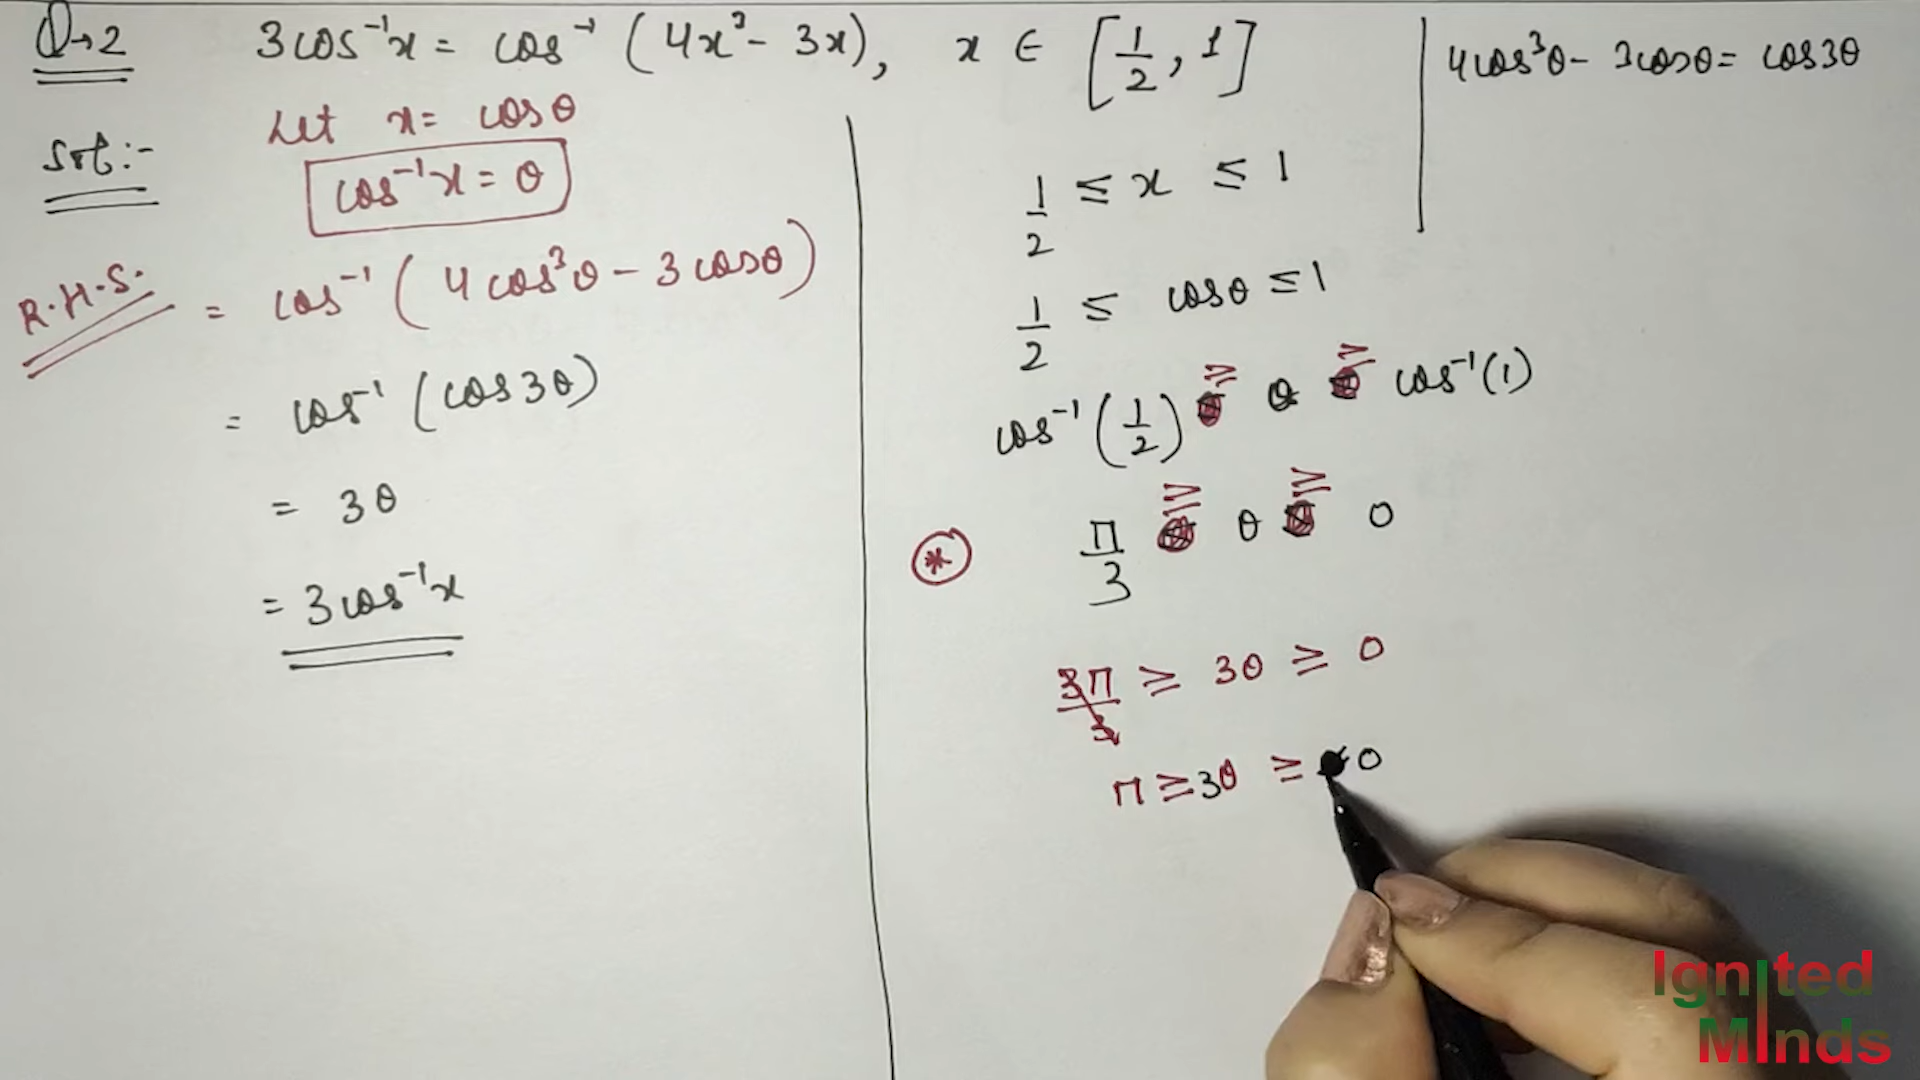 Q→2 3cos⁻¹x = cos⁻¹ (4x³ - 3x), x ∈ [1/2, 1]
4cos³θ - 3cosθ = cos3θ
Sol:-
Let x = cosθ
cos⁻¹x = θ
R.H.S. = cos⁻¹ (4cos³θ - 3cosθ)
= cos⁻¹ (cos3θ)
= 3θ
= 3cos⁻¹x
1/2 ≤ x ≤ 1
1/2 ≤ cosθ ≤ 1
cos⁻¹(1/2) ≥ θ ≥ cos⁻¹(1)
* π/3 ≥ θ ≥ 0
3π/3 ≥ 3θ ≥ 0
π ≥ 3θ ≥ 0
Ignited
Minds